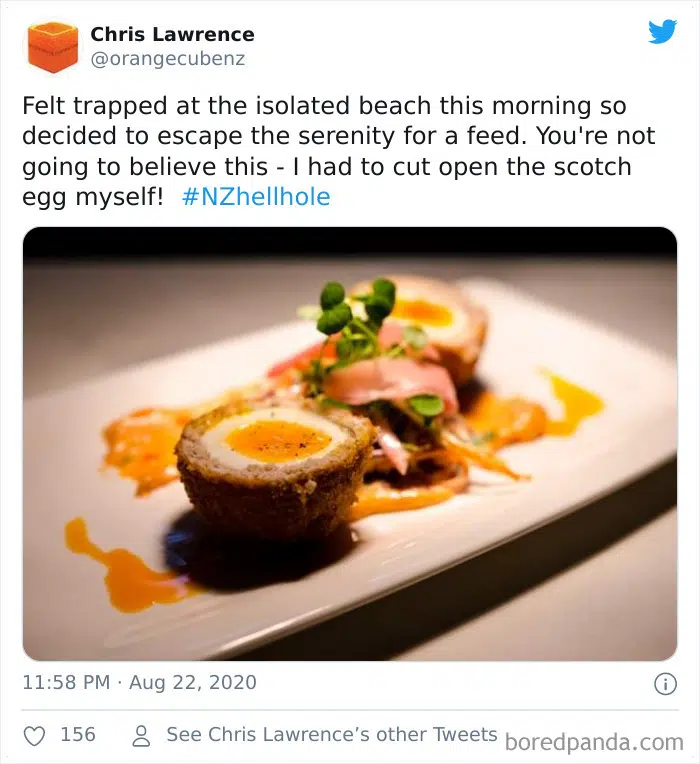 Chris Lawrence
@orangecubenz
Felt trapped at the isolated beach this morning so
decided to escape the serenity for a feed. You're not
going to believe this - I had to cut open the scotch
egg myself! #NZhellhole
11:58 PM · Aug 22, 2020
156
See Chris Lawrence’s other Tweets
boredpanda.com